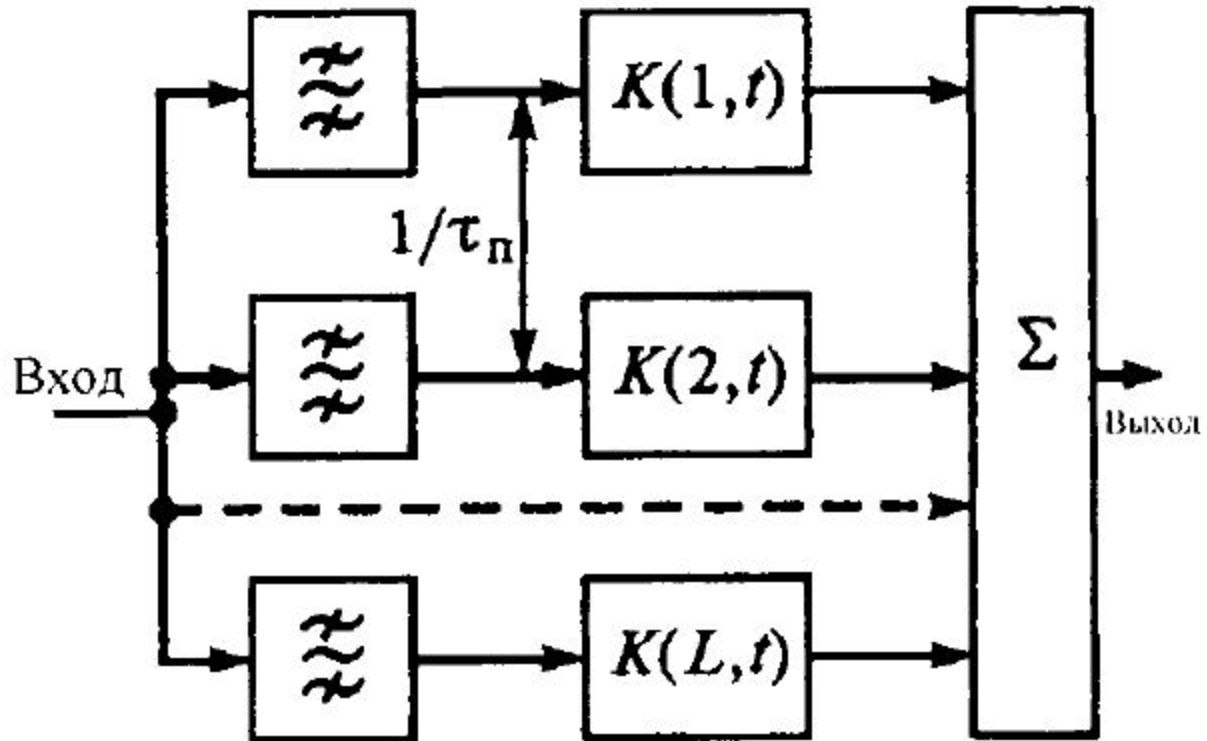 K(1,t)
1/τп
Вход
K(2,t)
Σ
Выход
K(L,t)